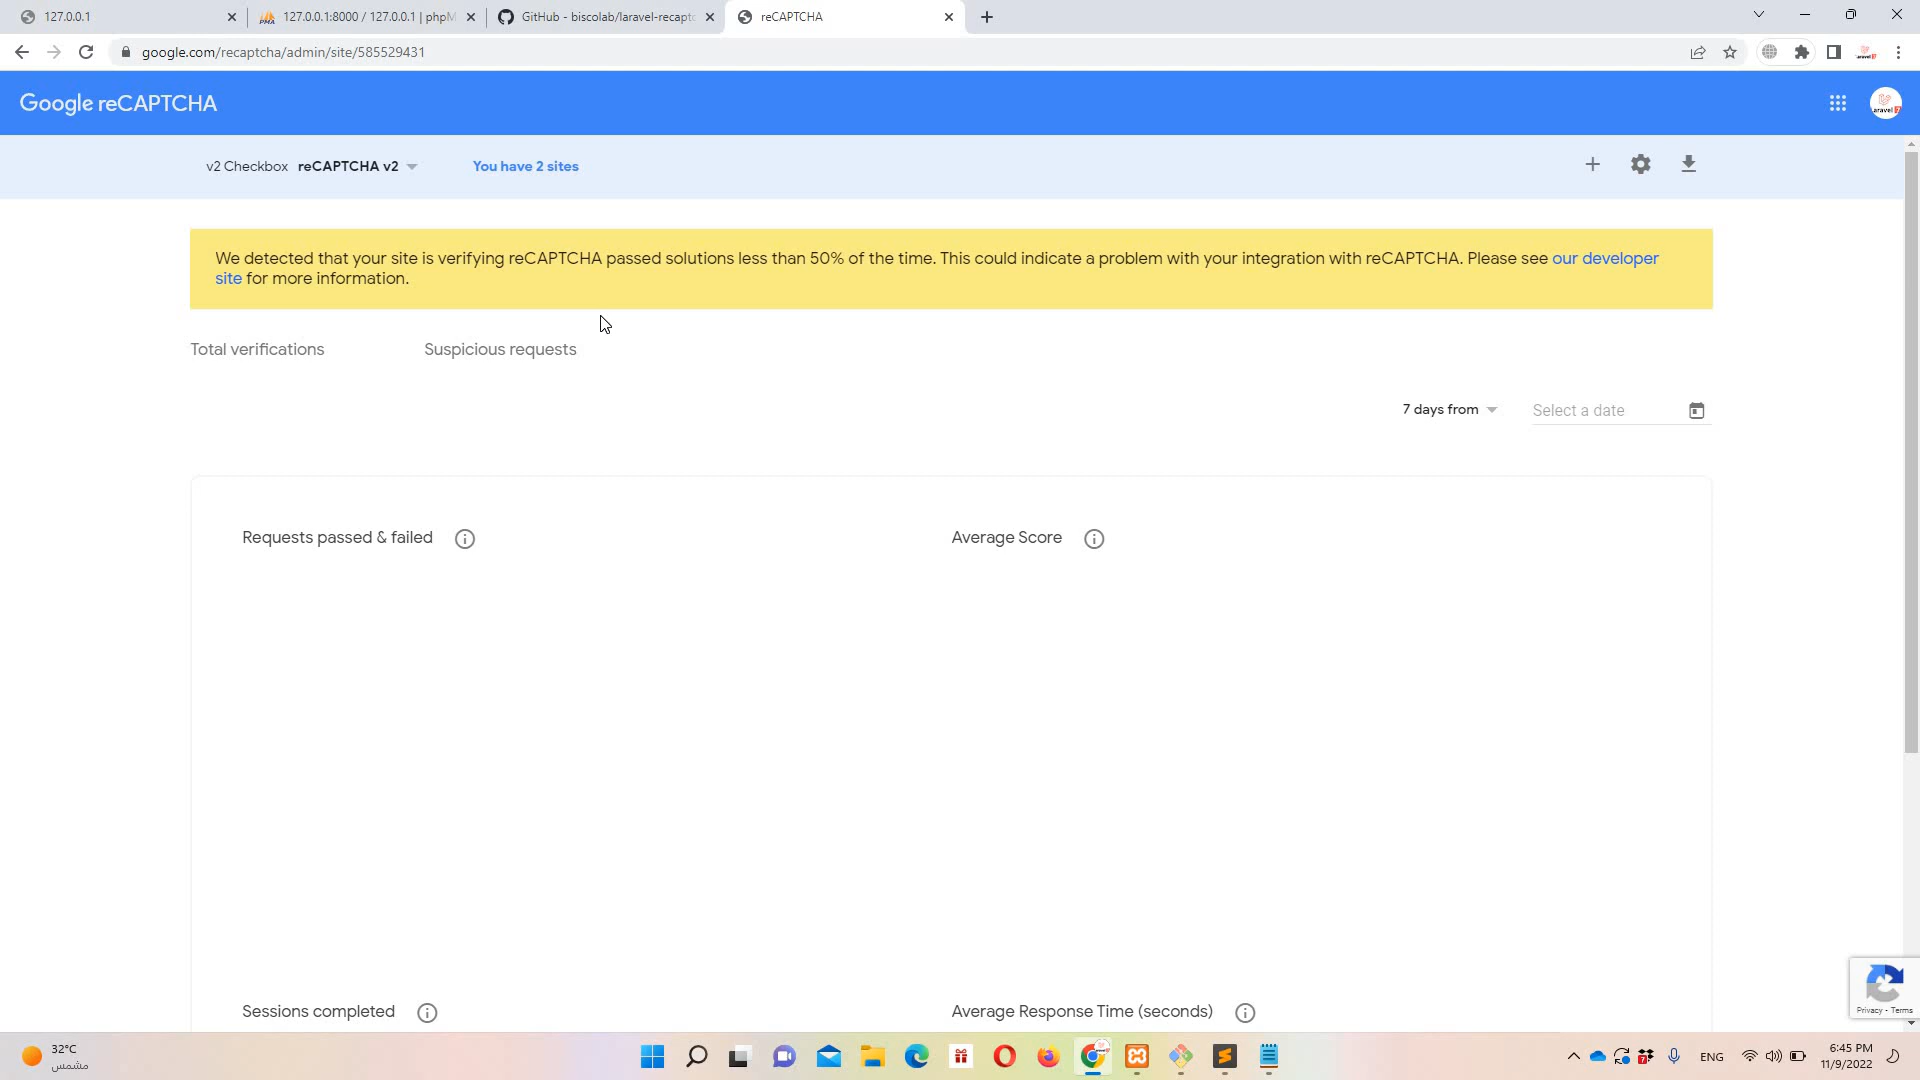 127.0.0.1
127.0.0.1:8000 / 127.0.0.1 | phpM
GitHub - biscolab/laravel-recaptc
reCAPTCHA
google.com/recaptcha/admin/site/585529431
Google reCAPTCHA
v2 Checkbox reCAPTCHA v2
You have 2 sites
We detected that your site is verifying reCAPTCHA passed solutions less than 50% of the time. This could indicate a problem with your integration with reCAPTCHA. Please see our developer
site for more information.
Total verifications
Suspicious requests
7 days from
Select a date
Requests passed & failed
Average Score
Sessions completed
Average Response Time (seconds)
Privacy - Terms
32°C
مشمس
ENG
6:45 PM
11/9/2022